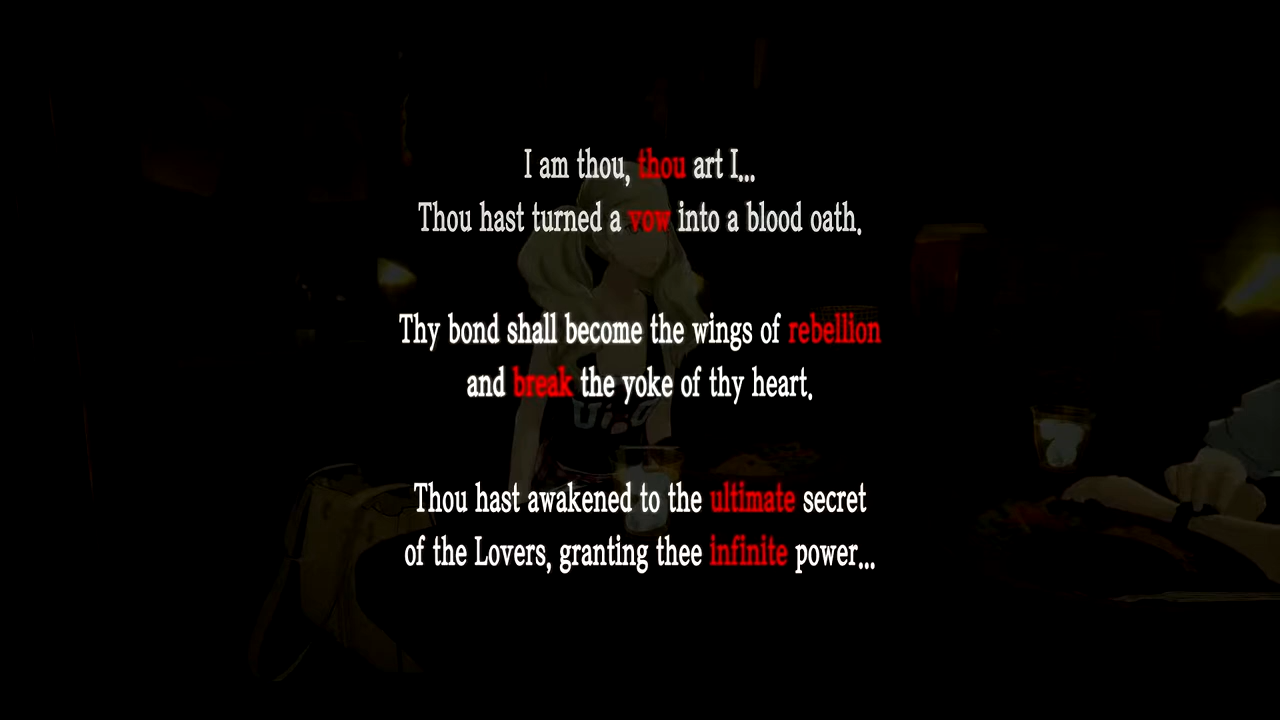 I am thou, thou art I...
Thou hast turned a vow into a blood oath.
Thy bond shall become the wings of rebellion
and break the yoke of thy heart.
Thou hast awakened to the ultimate secret
of the Lovers, granting thee infinite power...